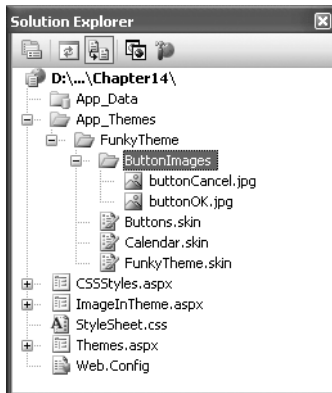 Solution Explorer
D:\...\Chapter14\
App_Data
App_Themes
FunkyTheme
ButtonImages
buttonCancel.jpg
buttonOK.jpg
Buttons.skin
Calendar.skin
FunkyTheme.skin
CSSStyles.aspx
ImageInTheme.aspx
StyleSheet.css
Themes.aspx
Web.Config